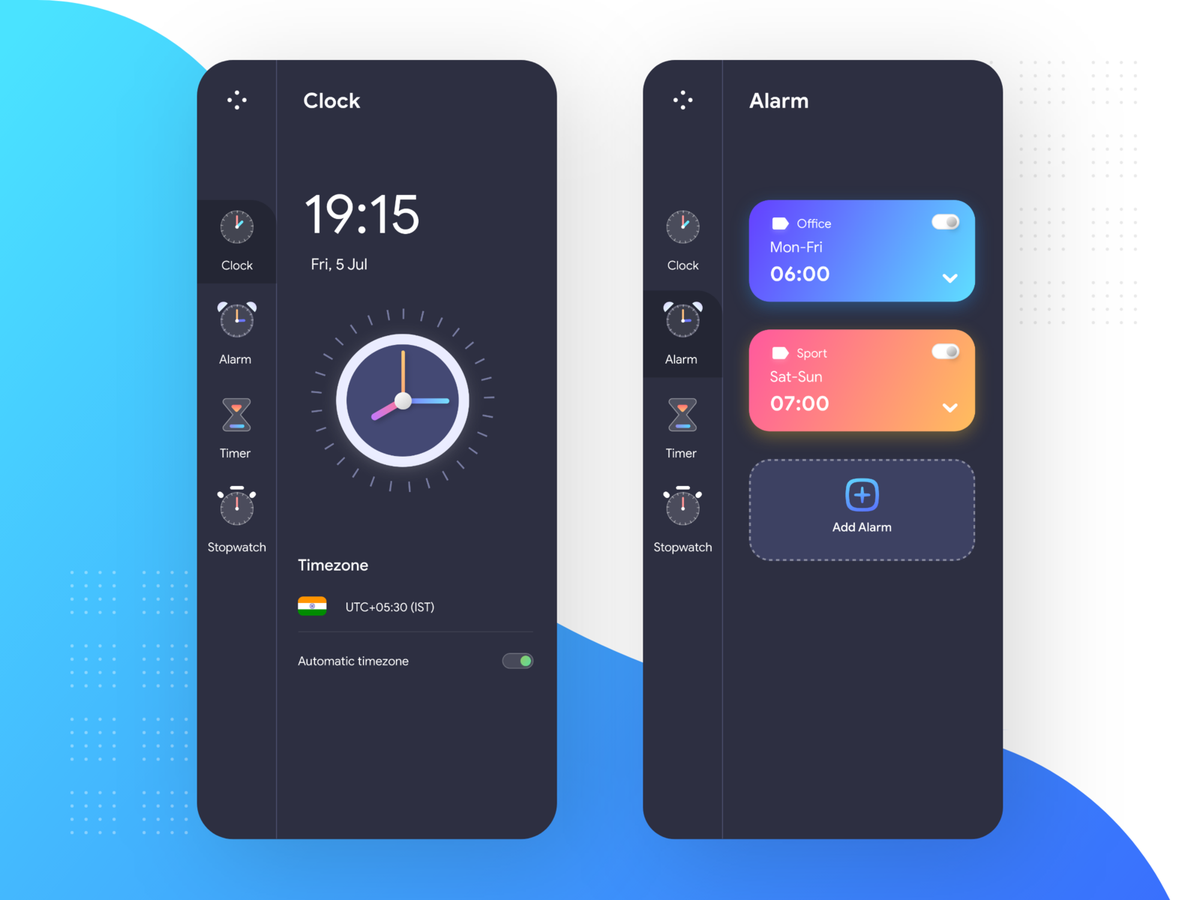 Clock
19:15
Fri, 5 Jul
Clock
Alarm
Timer
Stopwatch
Timezone
UTC+05:30 (IST)
Automatic timezone
Alarm
Clock
Alarm
Timer
Stopwatch
Office
Mon-Fri
06:00
Sport
Sat-Sun
07:00
Add Alarm